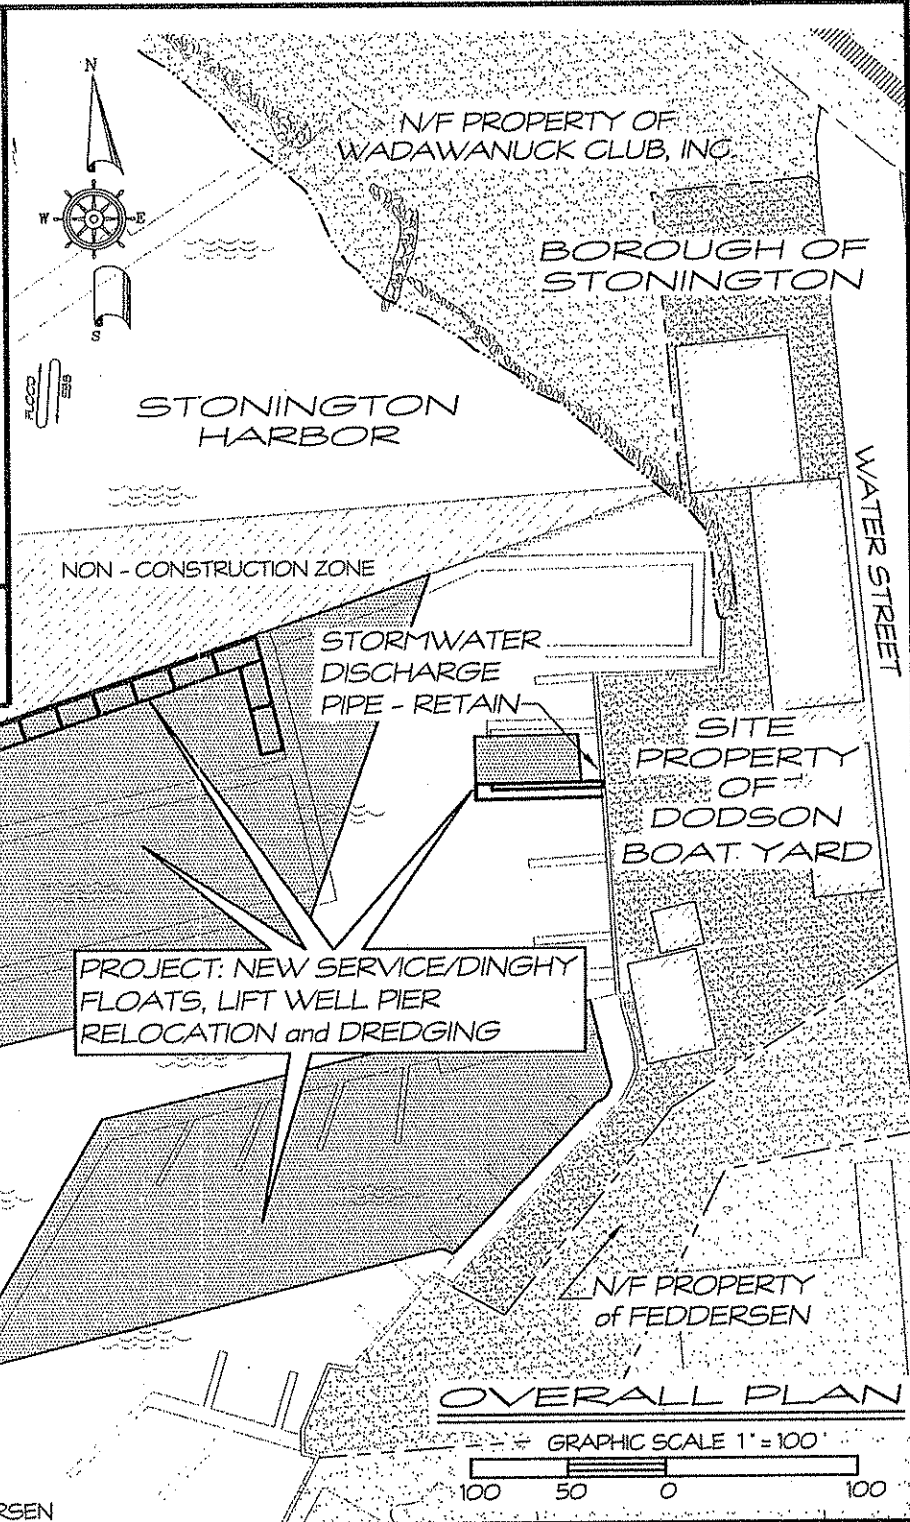 N
W
E
S
FLOOD
EBB
N/F PROPERTY OF
WADAWANUCK CLUB, INC
BOROUGH OF
STONINGTON
STONINGTON
HARBOR
WATER STREET
NON - CONSTRUCTION ZONE
STORMWATER
DISCHARGE
PIPE - RETAIN
SITE
PROPERTY
OF
DODSON
BOAT YARD
PROJECT: NEW SERVICE/DINGHY
FLOATS, LIFT WELL PIER
RELOCATION and DREDGING
N/F PROPERTY
of FEDDERSEN
OVERALL PLAN
GRAPHIC SCALE 1"=100'
100 50 0 100
RSEN